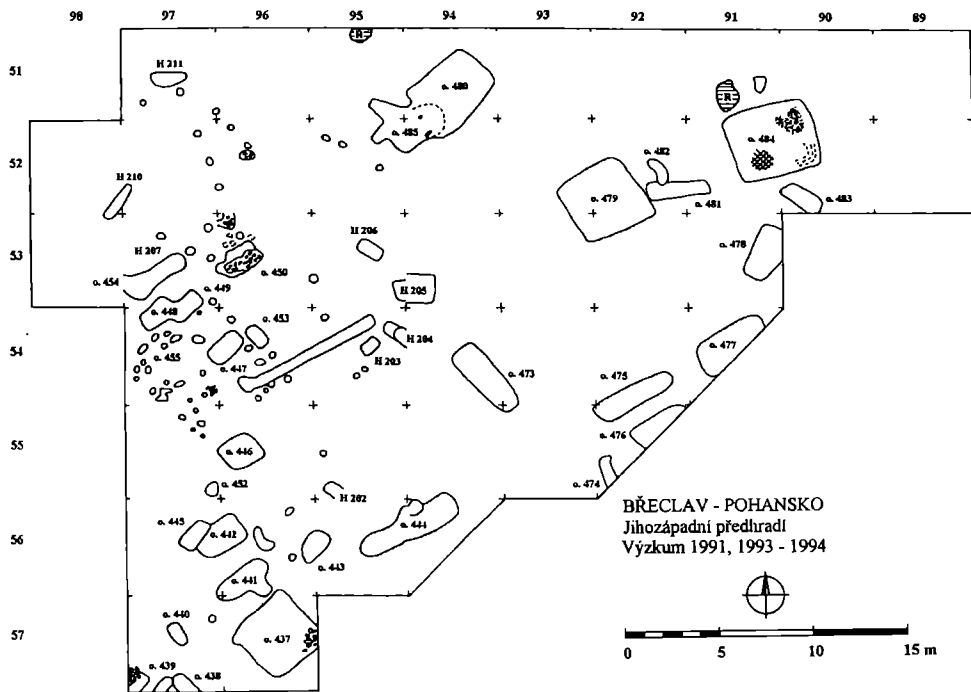 98 97 96 95 94 93 92 91 90 89
R
51
H 211
o. 480
R
o. 485
o. 484
52
o. 482
H 210
o. 479
o. 481
o. 483
53
H 206
H 207
o. 478
o. 454
o. 450
o. 449
H 205
o. 448
o. 453
H 204
54
o. 455
o. 447
H 203
o. 477
o. 473
o. 475
55
o. 446
o. 476
o. 452
H 202
o. 474
o. 445
o. 442
o. 444
56
o. 443
o. 441
o. 440
57
o. 437
o. 439
o. 438
BŘECLAV - POHANSKO
Jihozápadní předhradí
Výzkum 1991, 1993 - 1994
0 5 10 15 m